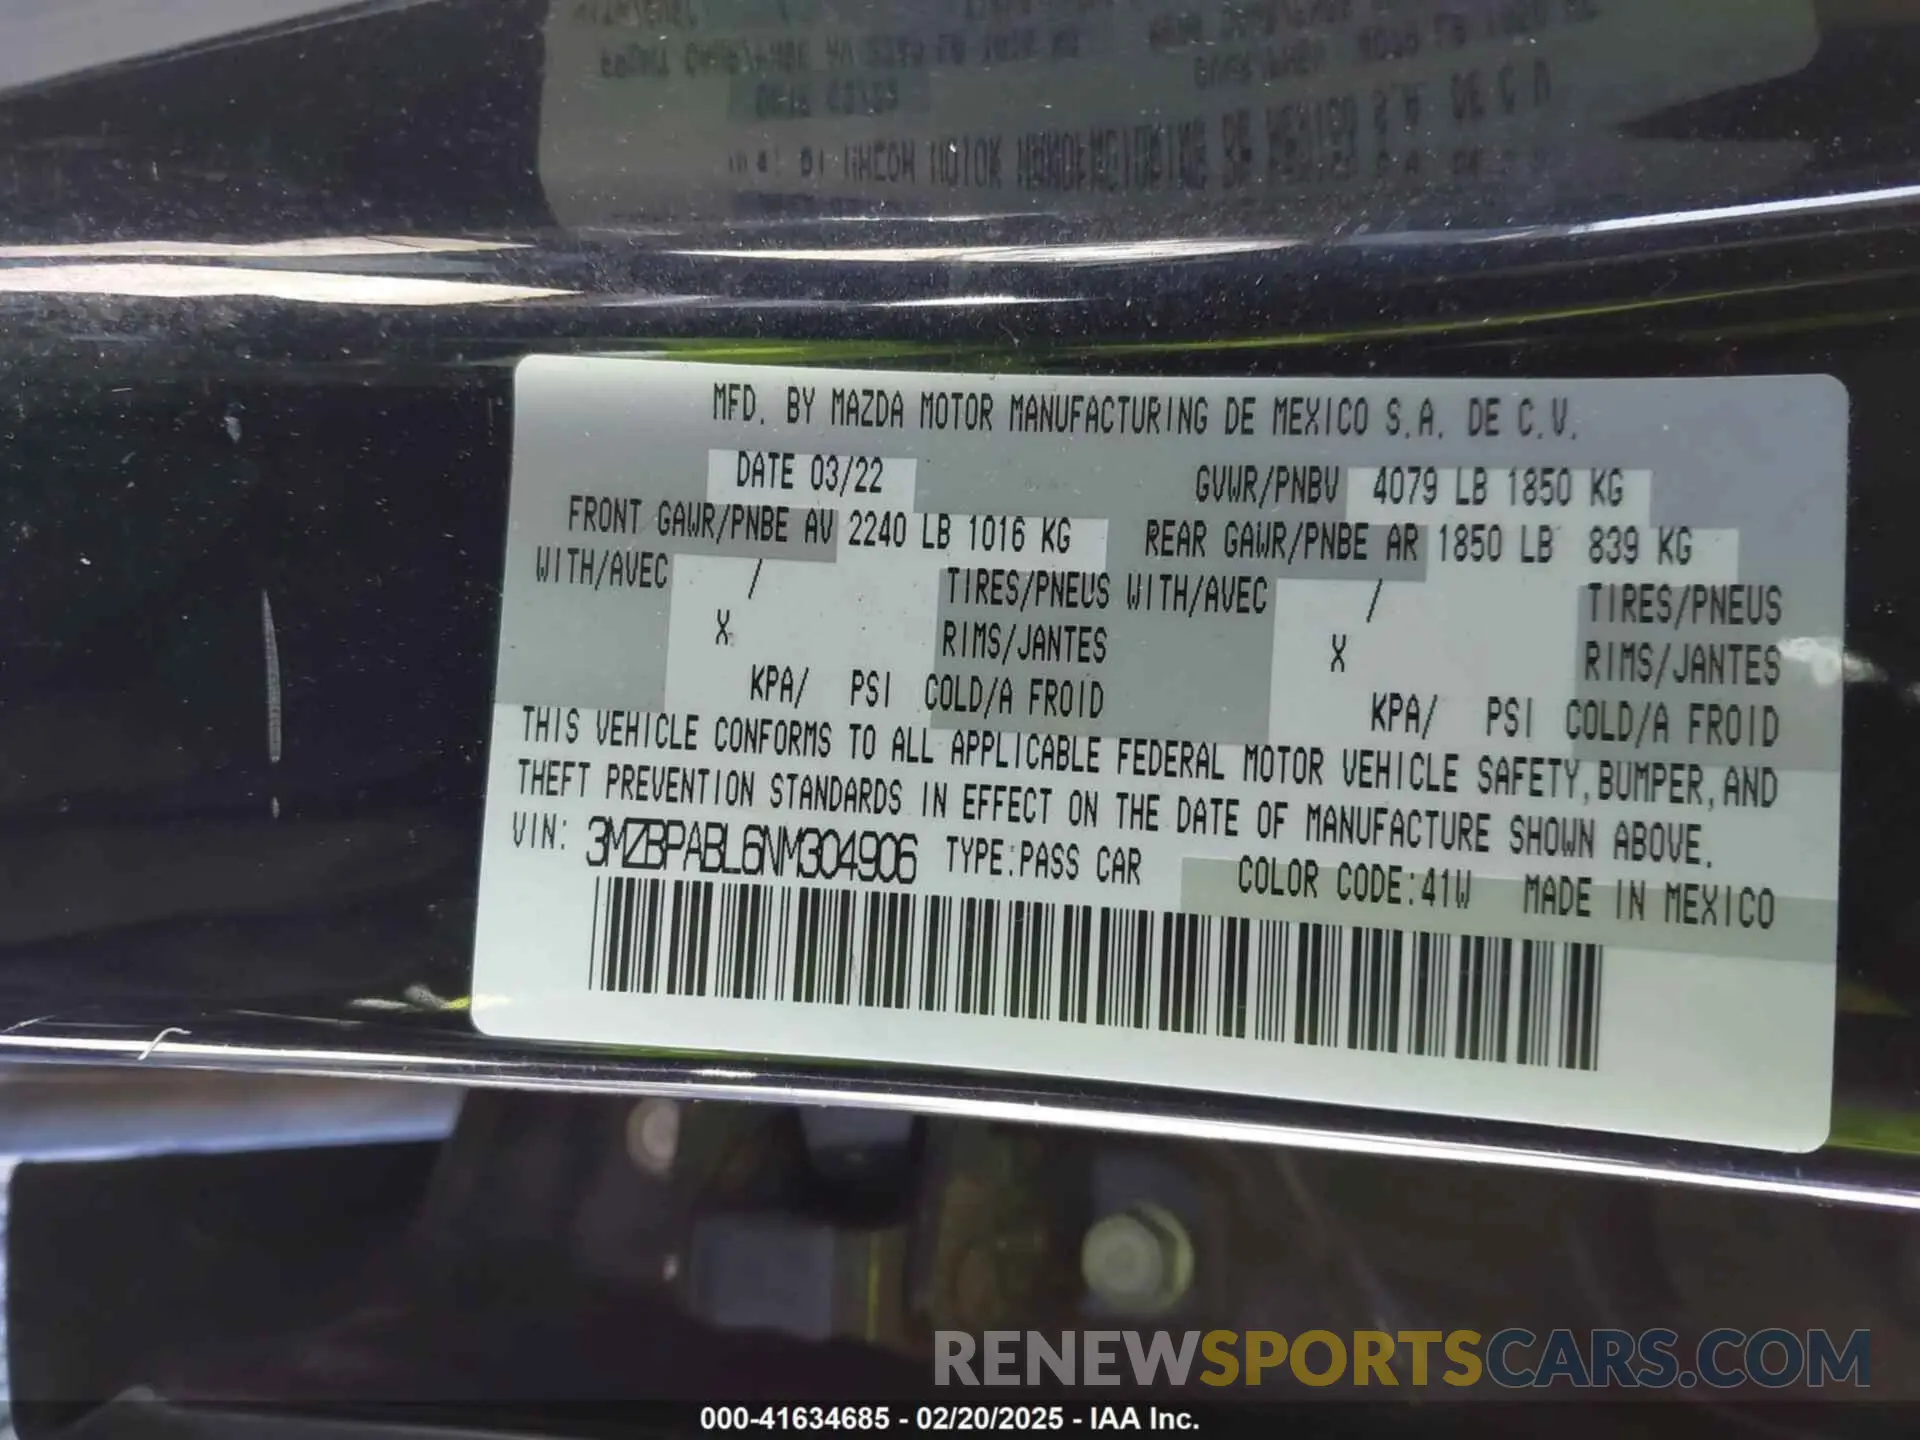 MFD. BY MAZDA MOTOR MANUFACTURING DE MEXICO S.A. DE C.V.
DATE 03/22 GVWR/PNBV 4079 LB 1850 KG
FRONT GAWR/PNBE AV 2240 LB 1016 KG REAR GAWR/PNBE AR 1850 LB 839 KG
WITH/AVEC / TIRES/PNEUS WITH/AVEC / TIRES/PNEUS
X RIMS/JANTES X RIMS/JANTES
KPA/ PSI COLD/A FROID KPA/ PSI COLD/A FROID
THIS VEHICLE CONFORMS TO ALL APPLICABLE FEDERAL MOTOR VEHICLE SAFETY, BUMPER, AND
THEFT PREVENTION STANDARDS IN EFFECT ON THE DATE OF MANUFACTURE SHOWN ABOVE.
VIN: 3MZBPABL6NM304906 TYPE: PASS CAR COLOR CODE: 41W MADE IN MEXICO
RENEWSPORTSCARS.COM
000-41634685 - 02/20/2025 - IAA Inc.